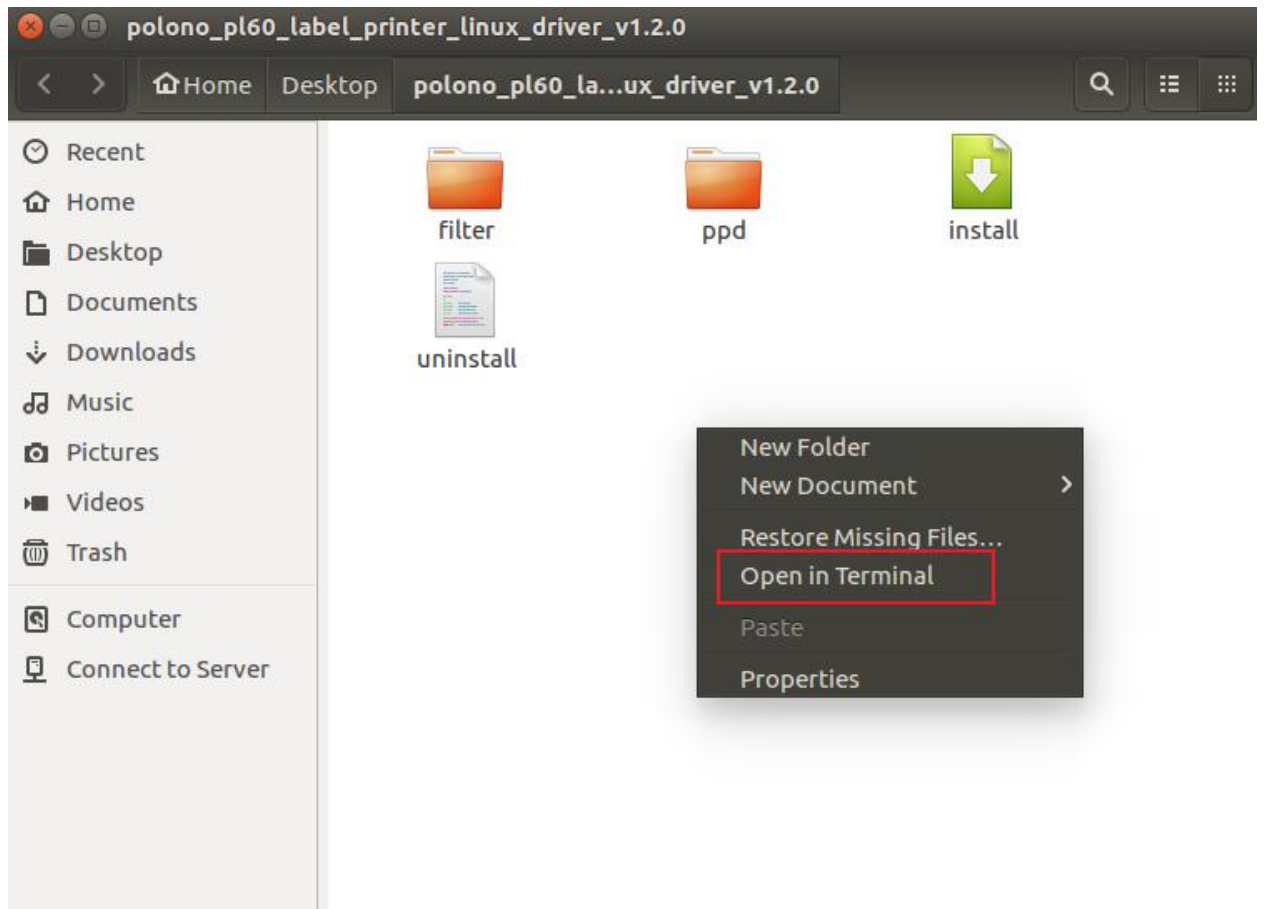 polono_pl60_label_printer_linux_driver_v1.2.0
Home
Desktop
polono_pl60_la...ux_driver_v1.2.0
Recent
Home
Desktop
Documents
Downloads
Music
Pictures
Videos
Trash
Computer
Connect to Server
filter
ppd
install
uninstall
New Folder
New Document
Restore Missing Files...
Open in Terminal
Paste
Properties